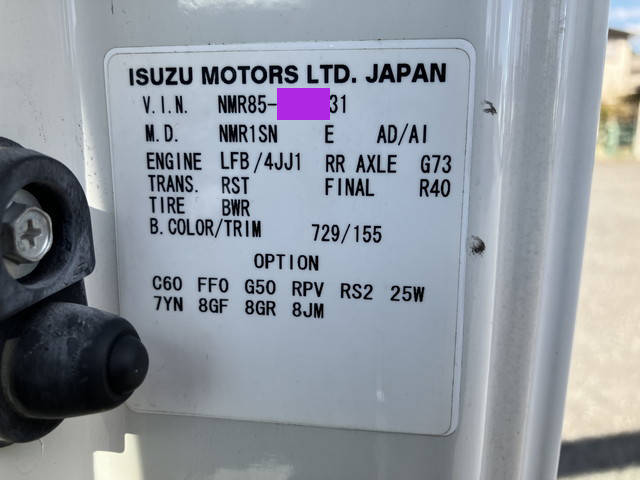 ISUZU MOTORS LTD. JAPAN
V.I.N. NMR85-31
M.D. NMR1SN E AD/AI
ENGINE LFB/4JJ1 RR AXLE G73
TRANS. RST FINAL R40
TIRE BWR
B.COLOR/TRIM 729/155
OPTION
C60 FF0 G50 RPV RS2 25W
7YN 8GF 8GR 8JM